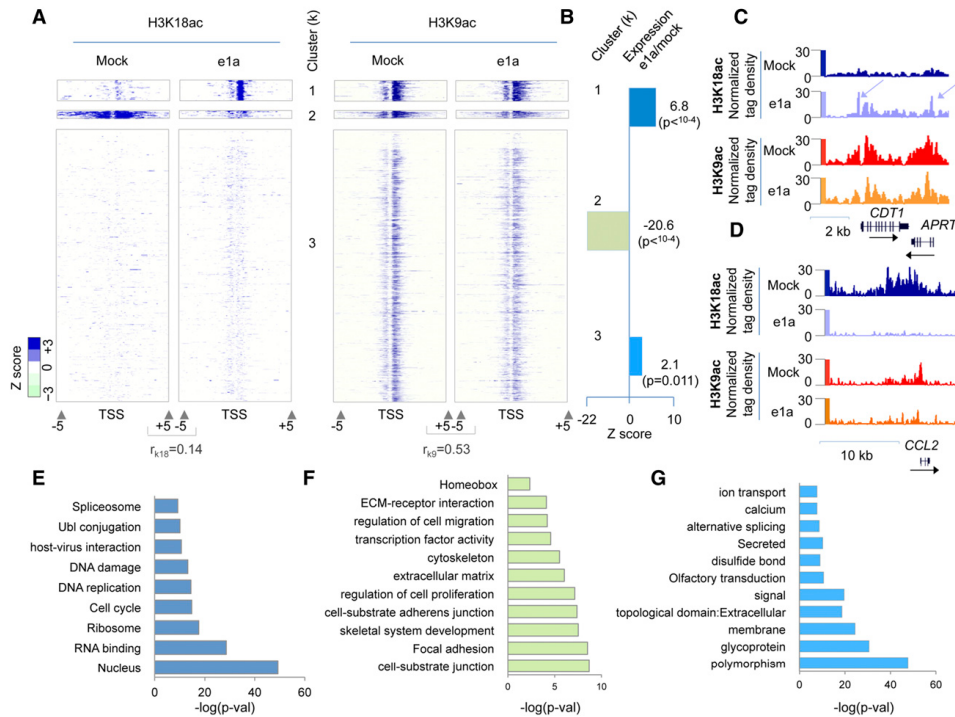 A
H3K18ac
Mock
e1a
Cluster (k)
H3K9ac
Mock
e1a
1
2
3
Z score
+3
0
−3
-5
TSS
+5
-5
TSS
+5
rk18=0.14
-5
TSS
+5
-5
TSS
+5
rk9=0.53
B
Cluster (k)
Expression
e1a/mock
1
6.8
(p<10-4)
2
-20.6
(p<10-4)
3
2.1
(p=0.011)
-22
0
10
Z score
C
H3K18ac
Normalized
tag density
Mock
30
0
e1a
30
0
H3K9ac
Normalized
tag density
Mock
30
0
e1a
30
0
2 kb
CDT1
APRT
D
H3K18ac
Normalized
tag density
Mock
30
0
e1a
30
0
H3K9ac
Normalized
tag density
Mock
30
0
e1a
30
0
10 kb
CCL2
E
Spliceosome
Ubl conjugation
host-virus interaction
DNA damage
DNA replication
Cell cycle
Ribosome
RNA binding
Nucleus
0 20 40 60
-log(p-val)
F
Homeobox
ECM-receptor interaction
regulation of cell migration
transcription factor activity
cytoskeleton
extracellular matrix
regulation of cell proliferation
cell-substrate adherens junction
skeletal system development
Focal adhesion
cell-substrate junction
0 5 10
-log(p-val)
G
ion transport
calcium
alternative splicing
Secreted
disulfide bond
Olfactory transduction
signal
topological domain:Extracellular
membrane
glycoprotein
polymorphism
0 20 40 60
-log(p-val)